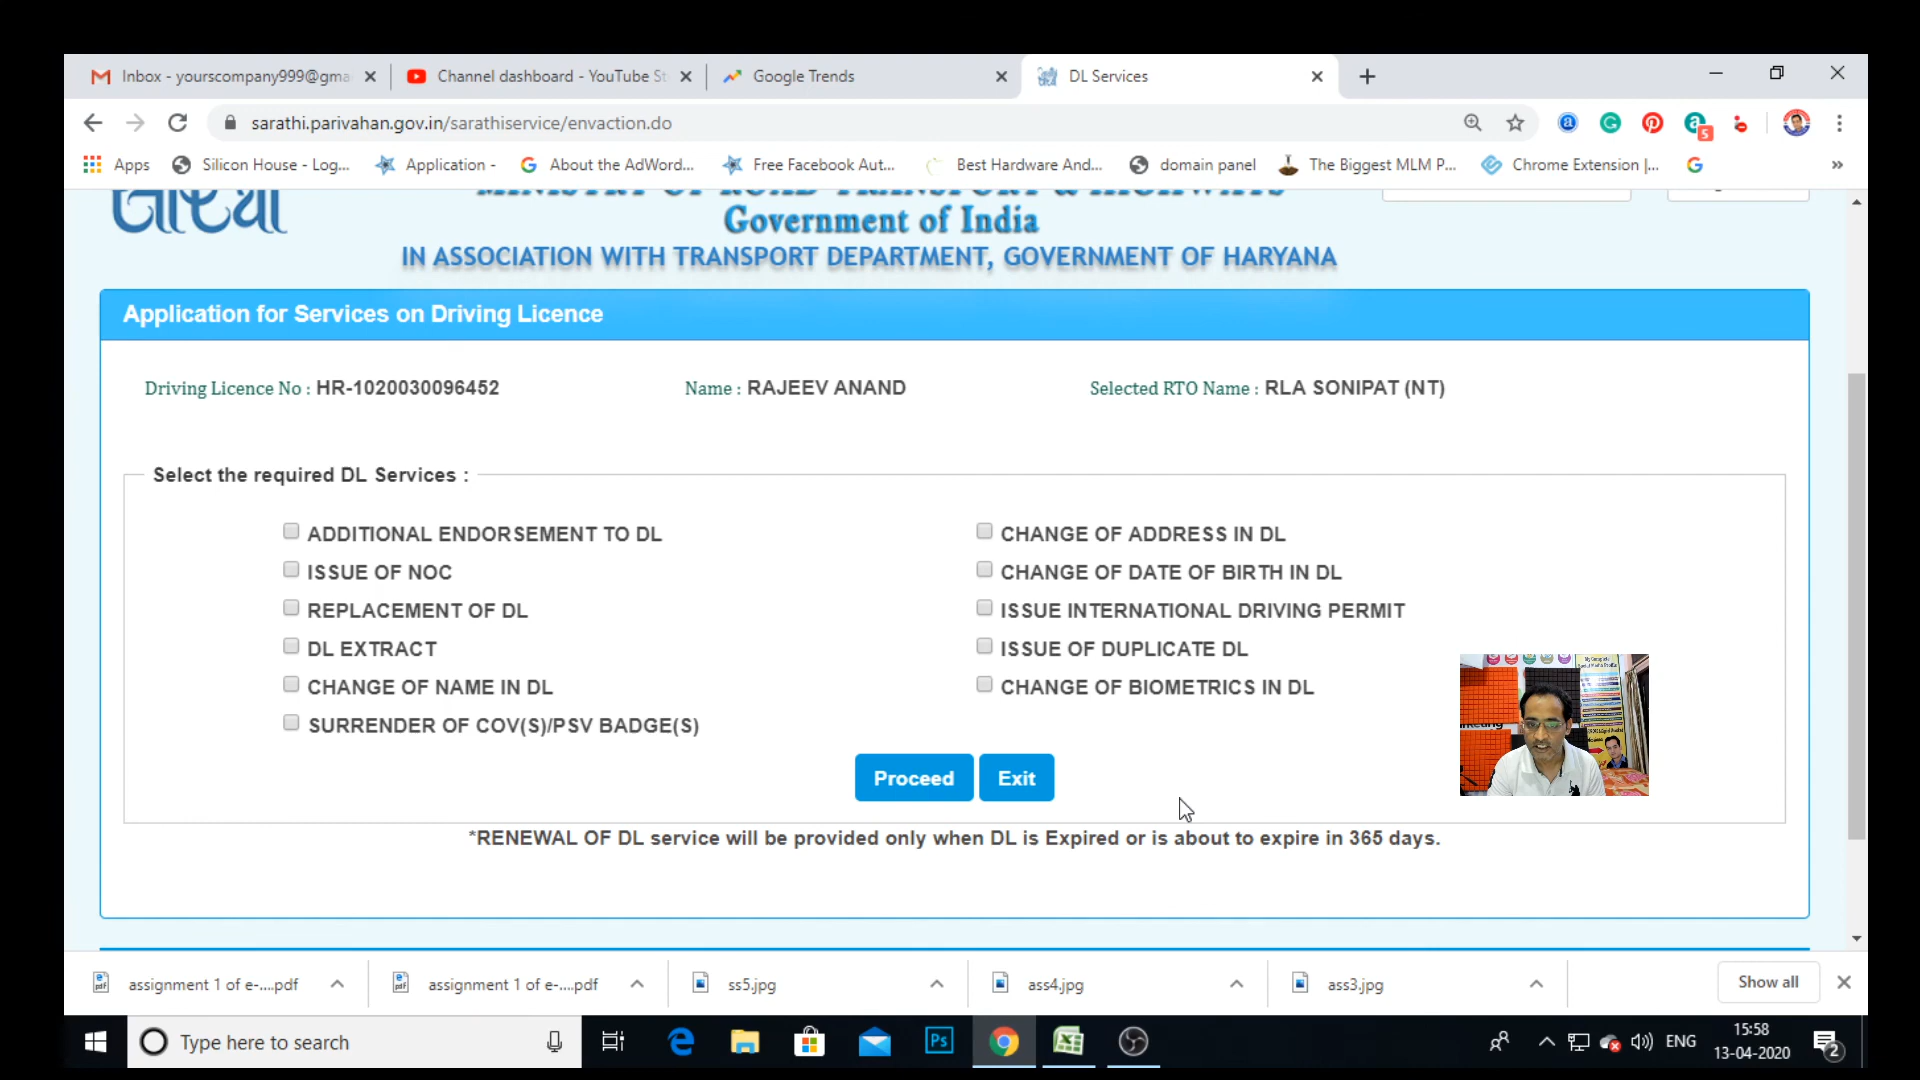 Inbox - yourscompany999@gma
Channel dashboard - YouTube St
Google Trends
DL Services
sarathi.parivahan.gov.in/sarathiservice/envaction.do
5
Apps
Silicon House - Log...
Application -
About the AdWord...
Free Facebook Aut...
Best Hardware And...
domain panel
The Biggest MLM P...
Chrome Extension |...
MINISTRY OF ROAD TRANSPORT & HIGHWAYS
Government of India
IN ASSOCIATION WITH TRANSPORT DEPARTMENT, GOVERNMENT OF HARYANA
Application for Services on Driving Licence
Driving Licence No : HR-1020030096452 Name : RAJEEV ANAND Selected RTO Name : RLA SONIPAT (NT)
Select the required DL Services :
ADDITIONAL ENDORSEMENT TO DL
CHANGE OF ADDRESS IN DL
ISSUE OF NOC
CHANGE OF DATE OF BIRTH IN DL
REPLACEMENT OF DL
ISSUE INTERNATIONAL DRIVING PERMIT
DL EXTRACT
ISSUE OF DUPLICATE DL
CHANGE OF NAME IN DL
CHANGE OF BIOMETRICS IN DL
SURRENDER OF COV(S)/PSV BADGE(S)
Proceed
Exit
*RENEWAL OF DL service will be provided only when DL is Expired or is about to expire in 365 days.
assignment 1 of e-....pdf
assignment 1 of e-....pdf
ss5.jpg
ass4.jpg
ass3.jpg
Show all
Type here to search
Ps
ENG
15:58
13-04-2020
2